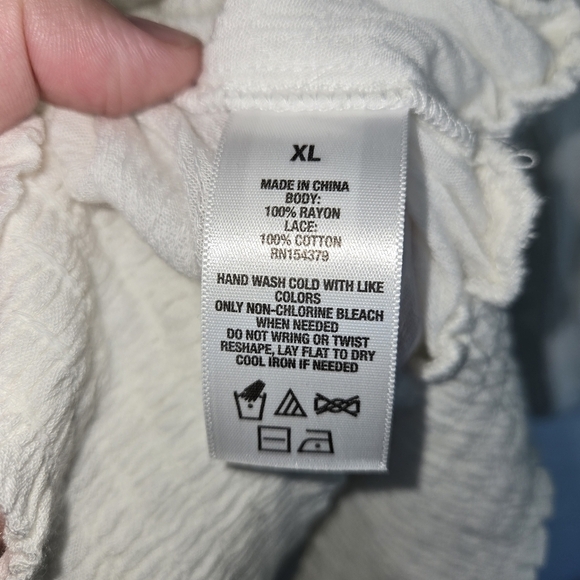 XL
MADE IN CHINA
BODY:
100% RAYON
LACE:
100% COTTON
RN154379
HAND WASH COLD WITH LIKE
COLORS
ONLY NON-CHLORINE BLEACH
WHEN NEEDED
DO NOT WRING OR TWIST
RESHAPE, LAY FLAT TO DRY
COOL IRON IF NEEDED